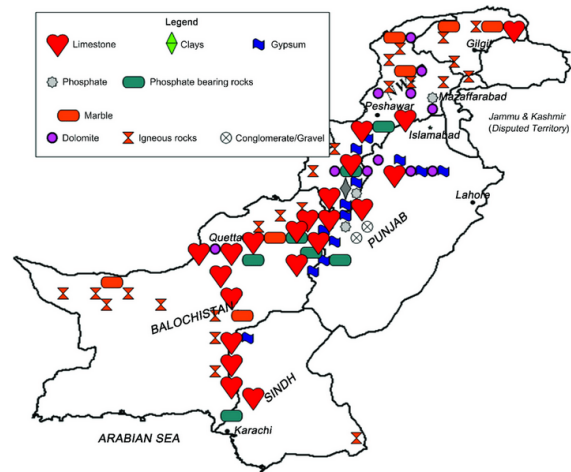 Legend
Limestone
Clays
Gypsum
Phosphate
Phosphate bearing rocks
Marble
Dolomite
Igneous rocks
Conglomerate/Gravel
Gilgit
Mazaffarabad
Peshawar
Jammu & Kashmir
(Disputed Territory)
Islamabad
Lahore
PUNJAB
Quetta
BALOCHISTAN
SINDH
Karachi
ARABIAN SEA